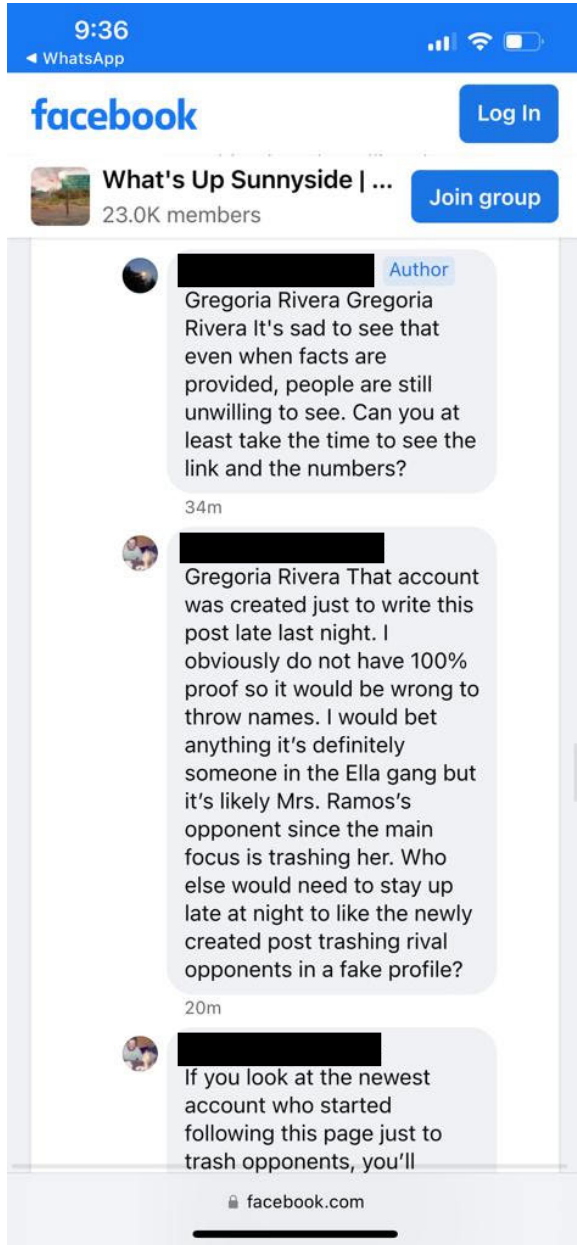 9:36
◀ WhatsApp
facebook
Log In
What's Up Sunnyside | ...
23.0K members
Join group
Author
Gregoria Rivera Gregoria
Rivera It's sad to see that
even when facts are
provided, people are still
unwilling to see. Can you at
least take the time to see the
link and the numbers?
34m
Gregoria Rivera That account
was created just to write this
post late last night. I
obviously do not have 100%
proof so it would be wrong to
throw names. I would bet
anything it's definitely
someone in the Ella gang but
it's likely Mrs. Ramos's
opponent since the main
focus is trashing her. Who
else would need to stay up
late at night to like the newly
created post trashing rival
opponents in a fake profile?
20m
If you look at the newest
account who started
following this page just to
trash opponents, you'll
facebook.com